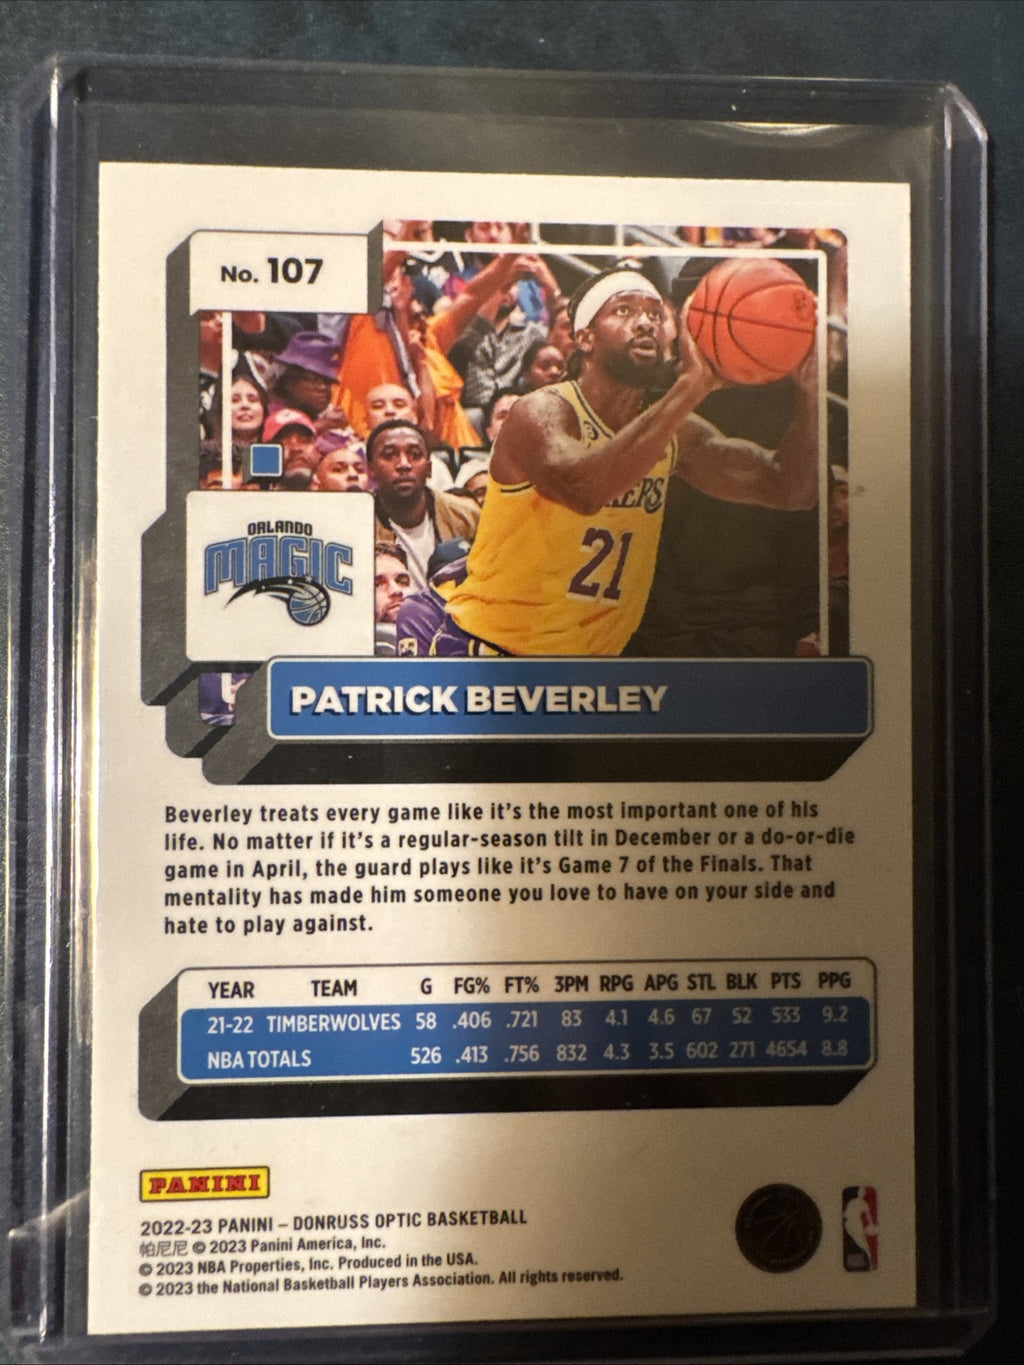 No. 107
ORLANDO
MAGIC
KERS
21
PATRICK BEVERLEY
Beverley treats every game like it's the most important one of his
life. No matter if it's a regular-season tilt in December or a do-or-die
game in April, the guard plays like it's Game 7 of the Finals. That
mentality has made him someone you love to have on your side and
hate to play against.
YEAR TEAM G FG% FT% 3PM RPG APG STL BLK PTS PPG
21-22 TIMBERWOLVES 58 .406 .721 83 4.1 4.6 67 52 533 9.2
NBA TOTALS 526 .413 .756 832 4.3 3.5 602 271 4654 8.8
PANINI
2022-23 PANINI – DONRUSS OPTIC BASKETBALL
帕尼尼 © 2023 Panini America, Inc.
© 2023 NBA Properties, Inc. Produced in the USA.
© 2023 the National Basketball Players Association. All rights reserved.